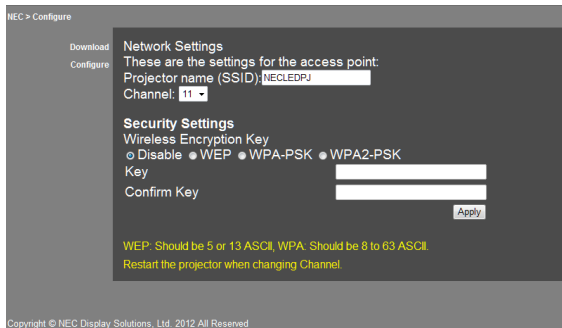 NEC > Configure
Download
Configure
Network Settings
These are the settings for the access point:
Projector name (SSID): NECLEDPJ
Channel: 11
Security Settings
Wireless Encryption Key
Disable WEP WPA-PSK WPA2-PSK
Key
Confirm Key
Apply
WEP: Should be 5 or 13 ASCII, WPA: Should be 8 to 63 ASCII.
Restart the projector when changing Channel.
Copyright © NEC Display Solutions, Ltd. 2012 All Reserved